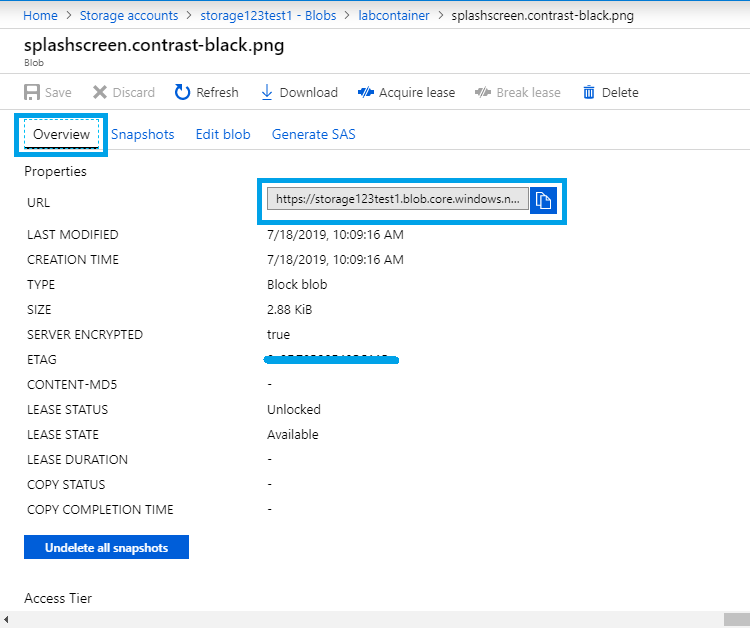 Home > Storage accounts > storage123test1 - Blobs > labcontainer > splashscreen.contrast-black.png
splashscreen.contrast-black.png
Blob
Save Discard Refresh Download Acquire lease Break lease Delete
Overview Snapshots Edit blob Generate SAS
Properties
URL https://storage123test1.blob.core.windows.n...
LAST MODIFIED 7/18/2019, 10:09:16 AM
CREATION TIME 7/18/2019, 10:09:16 AM
TYPE Block blob
SIZE 2.88 KiB
SERVER ENCRYPTED true
ETAG
CONTENT-MD5 -
LEASE STATUS Unlocked
LEASE STATE Available
LEASE DURATION -
COPY STATUS -
COPY COMPLETION TIME -
Undelete all snapshots
Access Tier